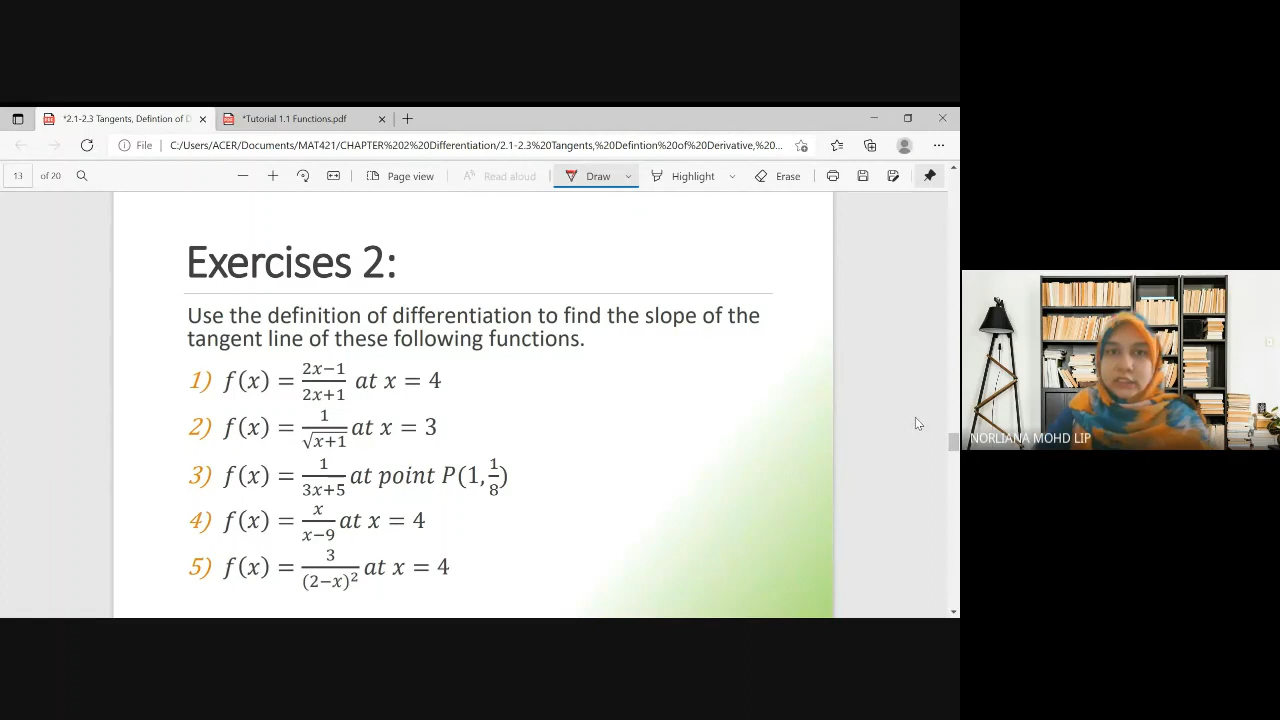 *2.1-2.3 Tangents, Defintion of D
*Tutorial 1.1 Functions.pdf
File
C:/Users/ACER/Documents/MAT421/CHAPTER%202%20Differentiation/2.1-2.3%20Tangents,%20Defintion%20of%20Derivative,%20...
13 of 20
Page view
Read aloud
Draw
Highlight
Erase
Exercises 2:
Use the definition of differentiation to find the slope of the
tangent line of these following functions.
1) f(x) = (2x−1)/(2x+1) at x = 4
2) f(x) = 1/√(x+1) at x = 3
3) f(x) = 1/(3x+5) at point P(1, 1/8)
4) f(x) = x/(x−9) at x = 4
5) f(x) = 3/(2−x)² at x = 4
NORLIANA MOHD LIP